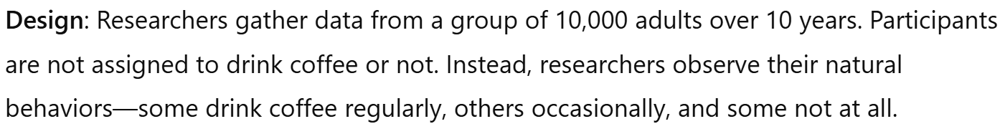 Design: Researchers gather data from a group of 10,000 adults over 10 years. Participants
are not assigned to drink coffee or not. Instead, researchers observe their natural
behaviors—some drink coffee regularly, others occasionally, and some not at all.